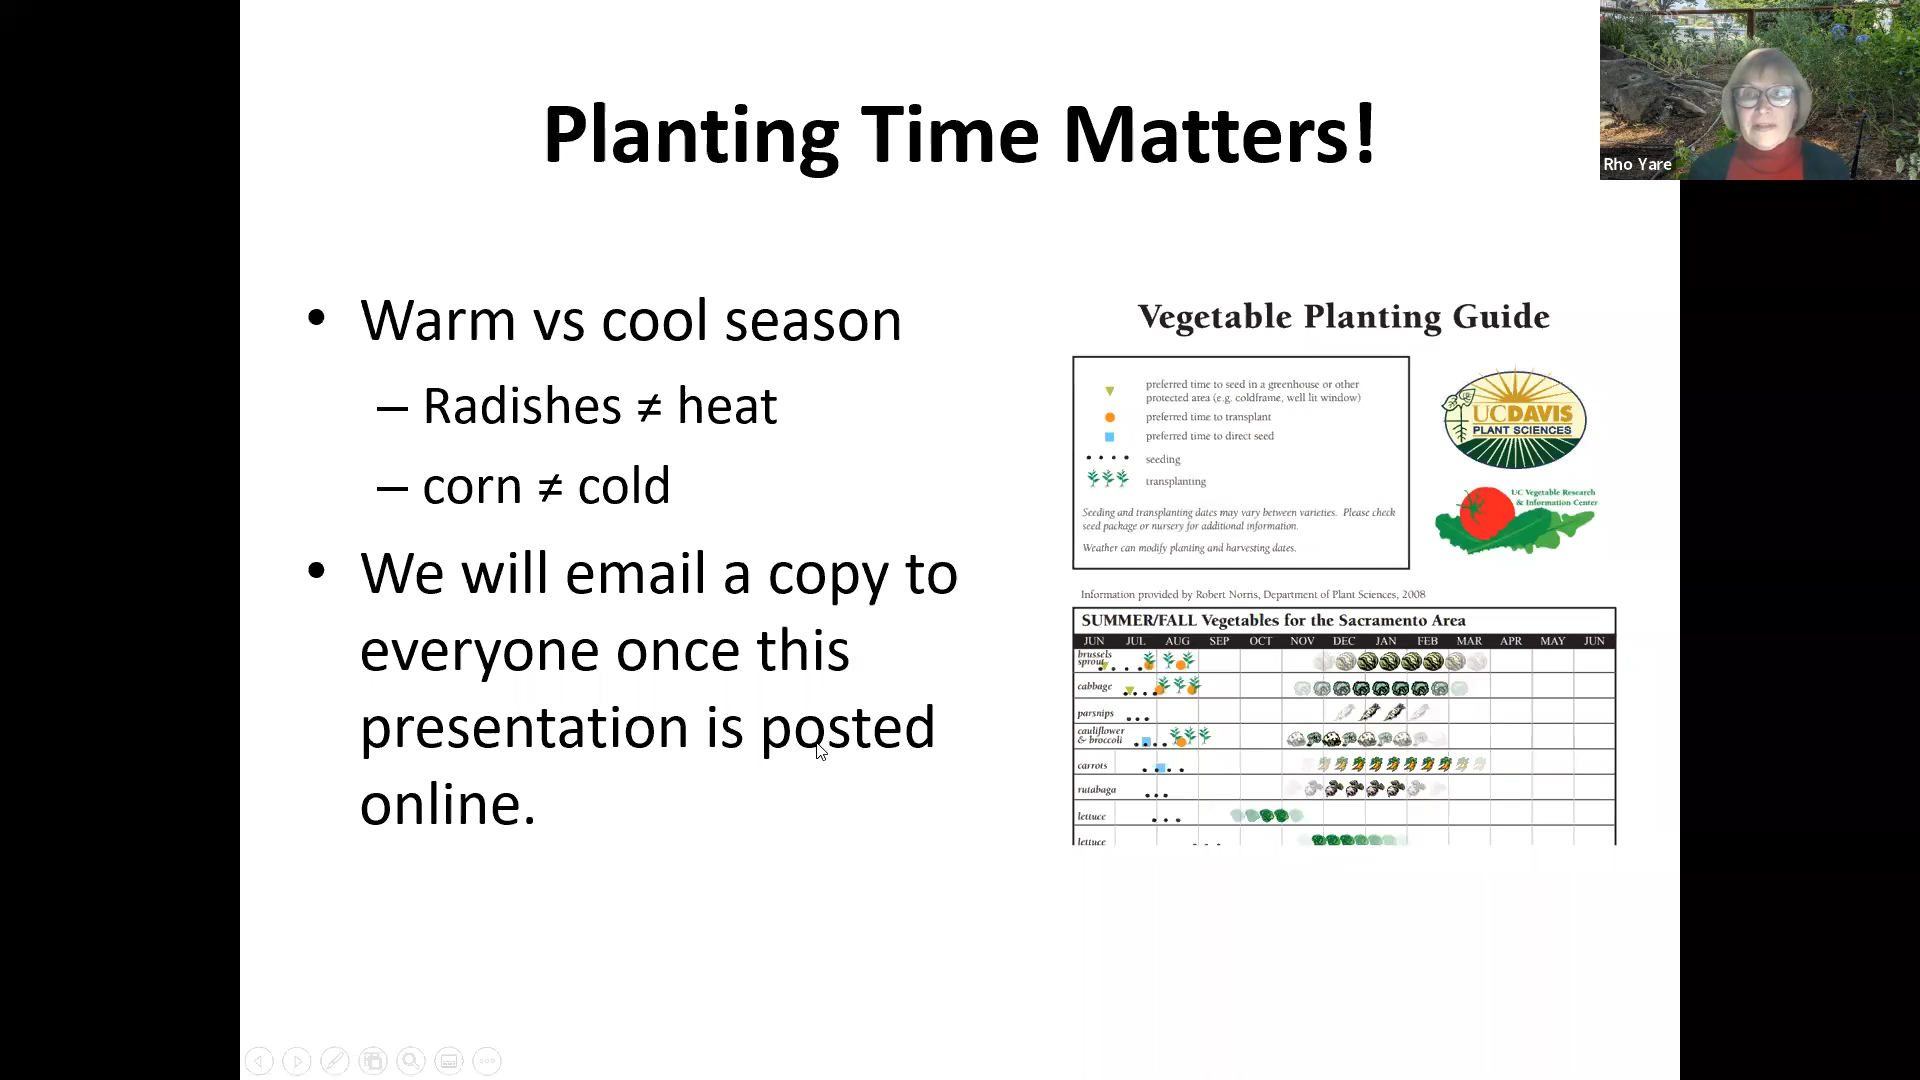 Planting Time Matters!
Rho Yare
• Warm vs cool season
– Radishes ≠ heat
– corn ≠ cold
• We will email a copy to
everyone once this
presentation is posted
online.
Vegetable Planting Guide
preferred time to seed in a greenhouse or other
protected area (e.g. coldframe, well lit window)
preferred time to transplant
preferred time to direct seed
seeding
transplanting
Seeding and transplanting dates may vary between varieties. Please check
seed package or nursery for additional information.
Weather can modify planting and harvesting dates.
UCDAVIS
PLANT SCIENCES
UC Vegetable Research
& Information Center
Information provided by Robert Norris, Department of Plant Sciences, 2008
SUMMER/FALL Vegetables for the Sacramento Area
JUN JUL AUG SEP OCT NOV DEC JAN FEB MAR APR MAY JUN
brussels
sprout
cabbage
parsnips
cauliflower
& broccoli
carrots
rutabaga
lettuce
lettuce